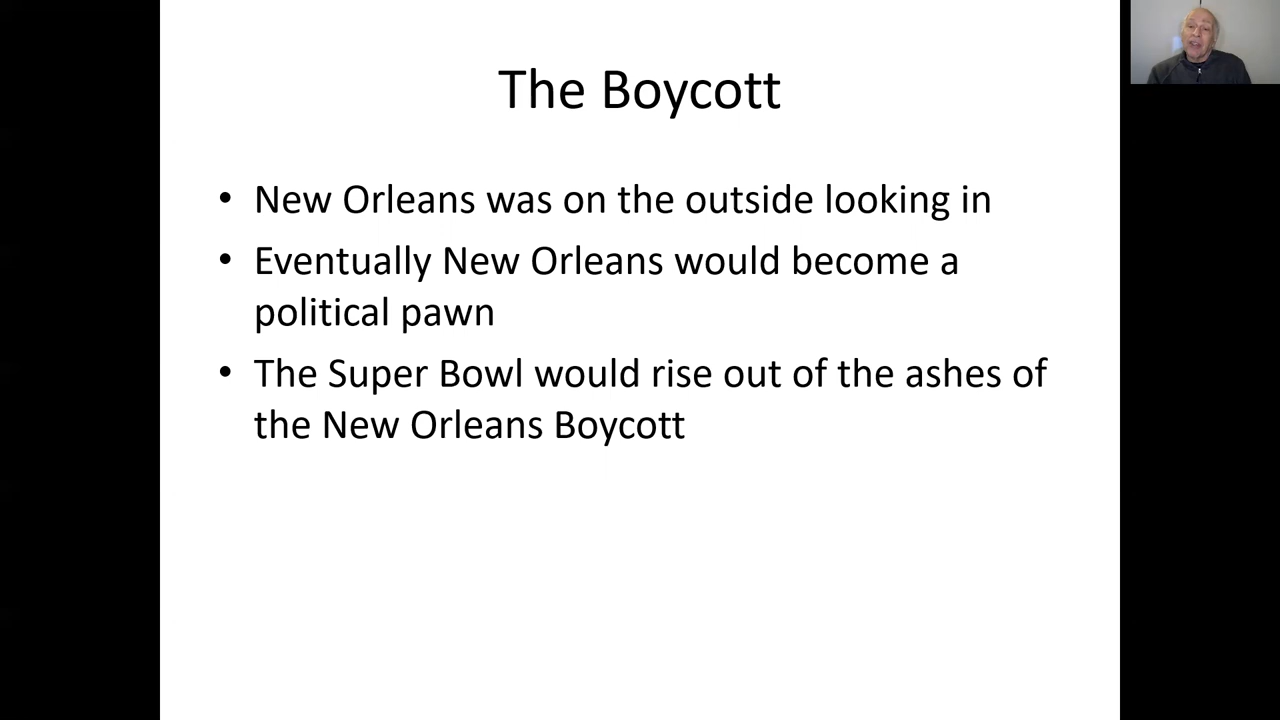 The Boycott
• New Orleans was on the outside looking in
• Eventually New Orleans would become a
political pawn
• The Super Bowl would rise out of the ashes of
the New Orleans Boycott